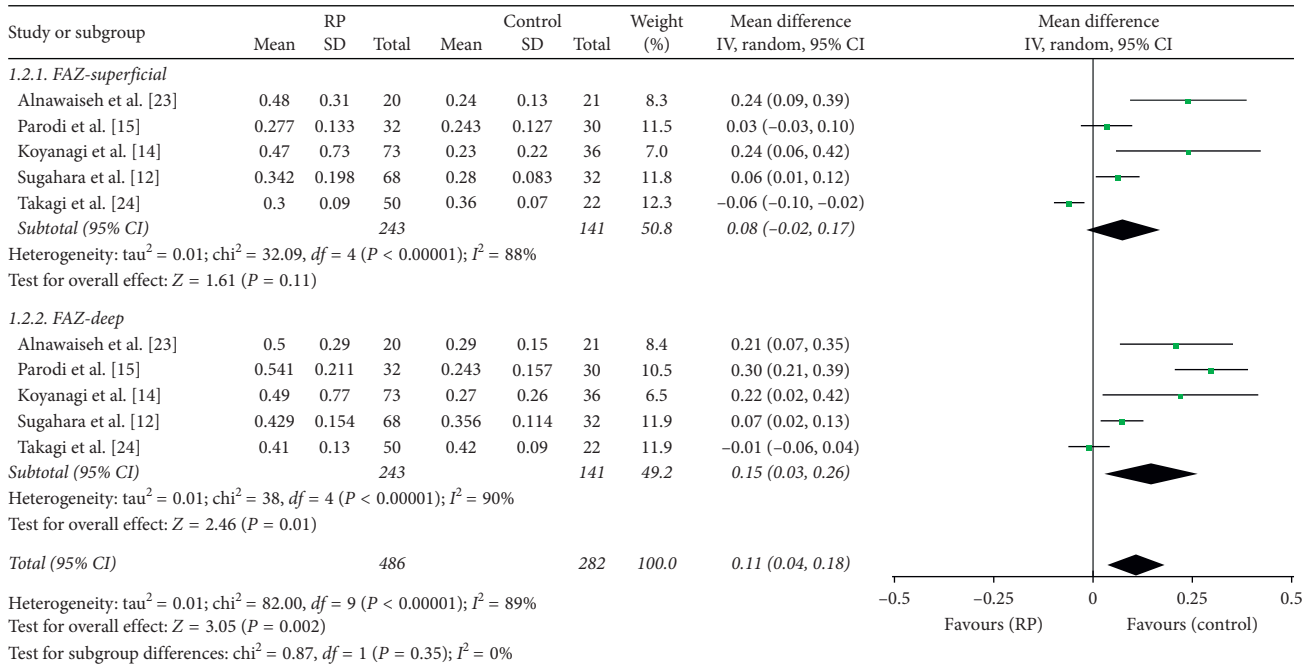 Study or subgroup RP Control Weight (%) Mean difference IV, random, 95% CI Mean difference IV, random, 95% CI
Mean SD Total Mean SD Total
1.2.1. FAZ-superficial
Alnawaiseh et al. [23] 0.48 0.31 20 0.24 0.13 21 8.3 0.24 (0.09, 0.39)
Parodi et al. [15] 0.277 0.133 32 0.243 0.127 30 11.5 0.03 (–0.03, 0.10)
Koyanagi et al. [14] 0.47 0.73 73 0.23 0.22 36 7.0 0.24 (0.06, 0.42)
Sugahara et al. [12] 0.342 0.198 68 0.28 0.083 32 11.8 0.06 (0.01, 0.12)
Takagi et al. [24] 0.3 0.09 50 0.36 0.07 22 12.3 –0.06 (–0.10, –0.02)
Subtotal (95% CI) 243 141 50.8 0.08 (–0.02, 0.17)
Heterogeneity: tau² = 0.01; chi² = 32.09, df = 4 (P < 0.00001); I² = 88%
Test for overall effect: Z = 1.61 (P = 0.11)
1.2.2. FAZ-deep
Alnawaiseh et al. [23] 0.5 0.29 20 0.29 0.15 21 8.4 0.21 (0.07, 0.35)
Parodi et al. [15] 0.541 0.211 32 0.243 0.157 30 10.5 0.30 (0.21, 0.39)
Koyanagi et al. [14] 0.49 0.77 73 0.27 0.26 36 6.5 0.22 (0.02, 0.42)
Sugahara et al. [12] 0.429 0.154 68 0.356 0.114 32 11.9 0.07 (0.02, 0.13)
Takagi et al. [24] 0.41 0.13 50 0.42 0.09 22 11.9 –0.01 (–0.06, 0.04)
Subtotal (95% CI) 243 141 49.2 0.15 (0.03, 0.26)
Heterogeneity: tau² = 0.01; chi² = 38, df = 4 (P < 0.00001); I² = 90%
Test for overall effect: Z = 2.46 (P = 0.01)
Total (95% CI) 486 282 100.0 0.11 (0.04, 0.18)
Heterogeneity: tau² = 0.01; chi² = 82.00, df = 9 (P < 0.00001); I² = 89%
Test for overall effect: Z = 3.05 (P = 0.002)
Test for subgroup differences: chi² = 0.87, df = 1 (P = 0.35); I² = 0%
–0.5 –0.25 0 0.25 0.5
Favours (RP) Favours (control)